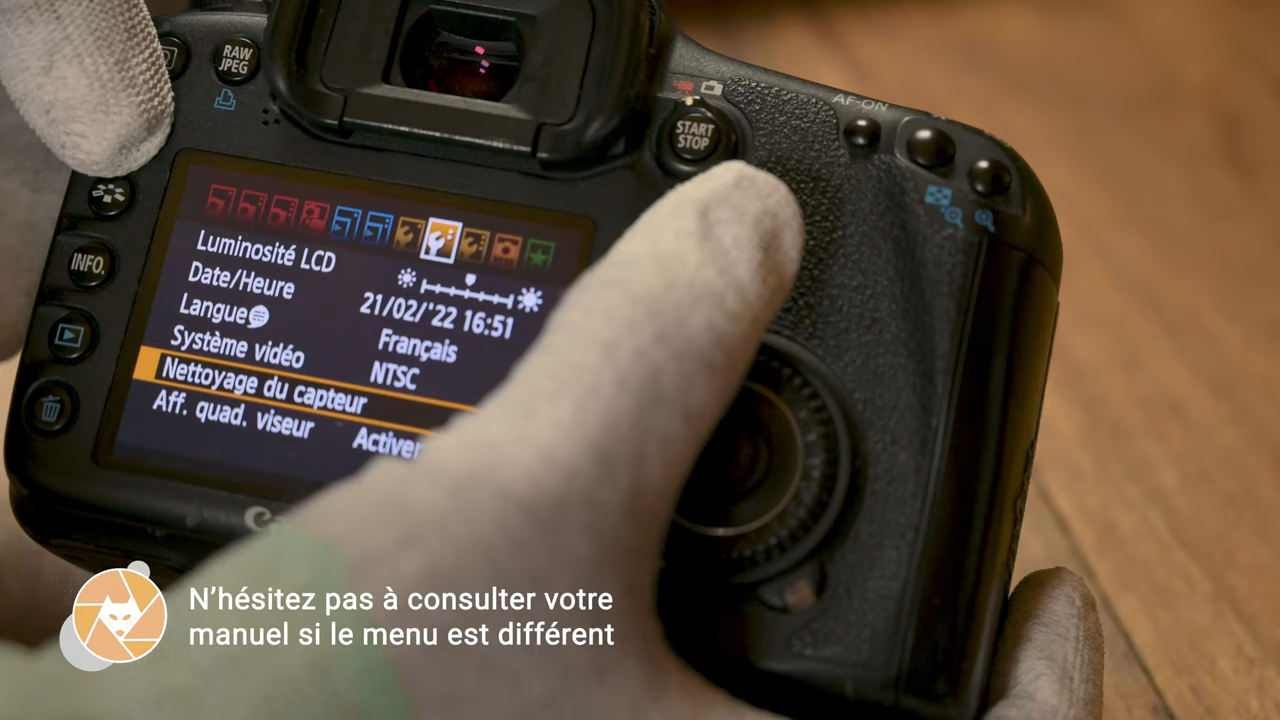 RAW
JPEG
START
STOP
AF-ON
INFO.
Luminosité LCD
Date/Heure 21/02/'22 16:51
Langue Français
Système vidéo NTSC
Nettoyage du capteur
Aff. quad. viseur Activer
N'hésitez pas à consulter votre
manuel si le menu est différent